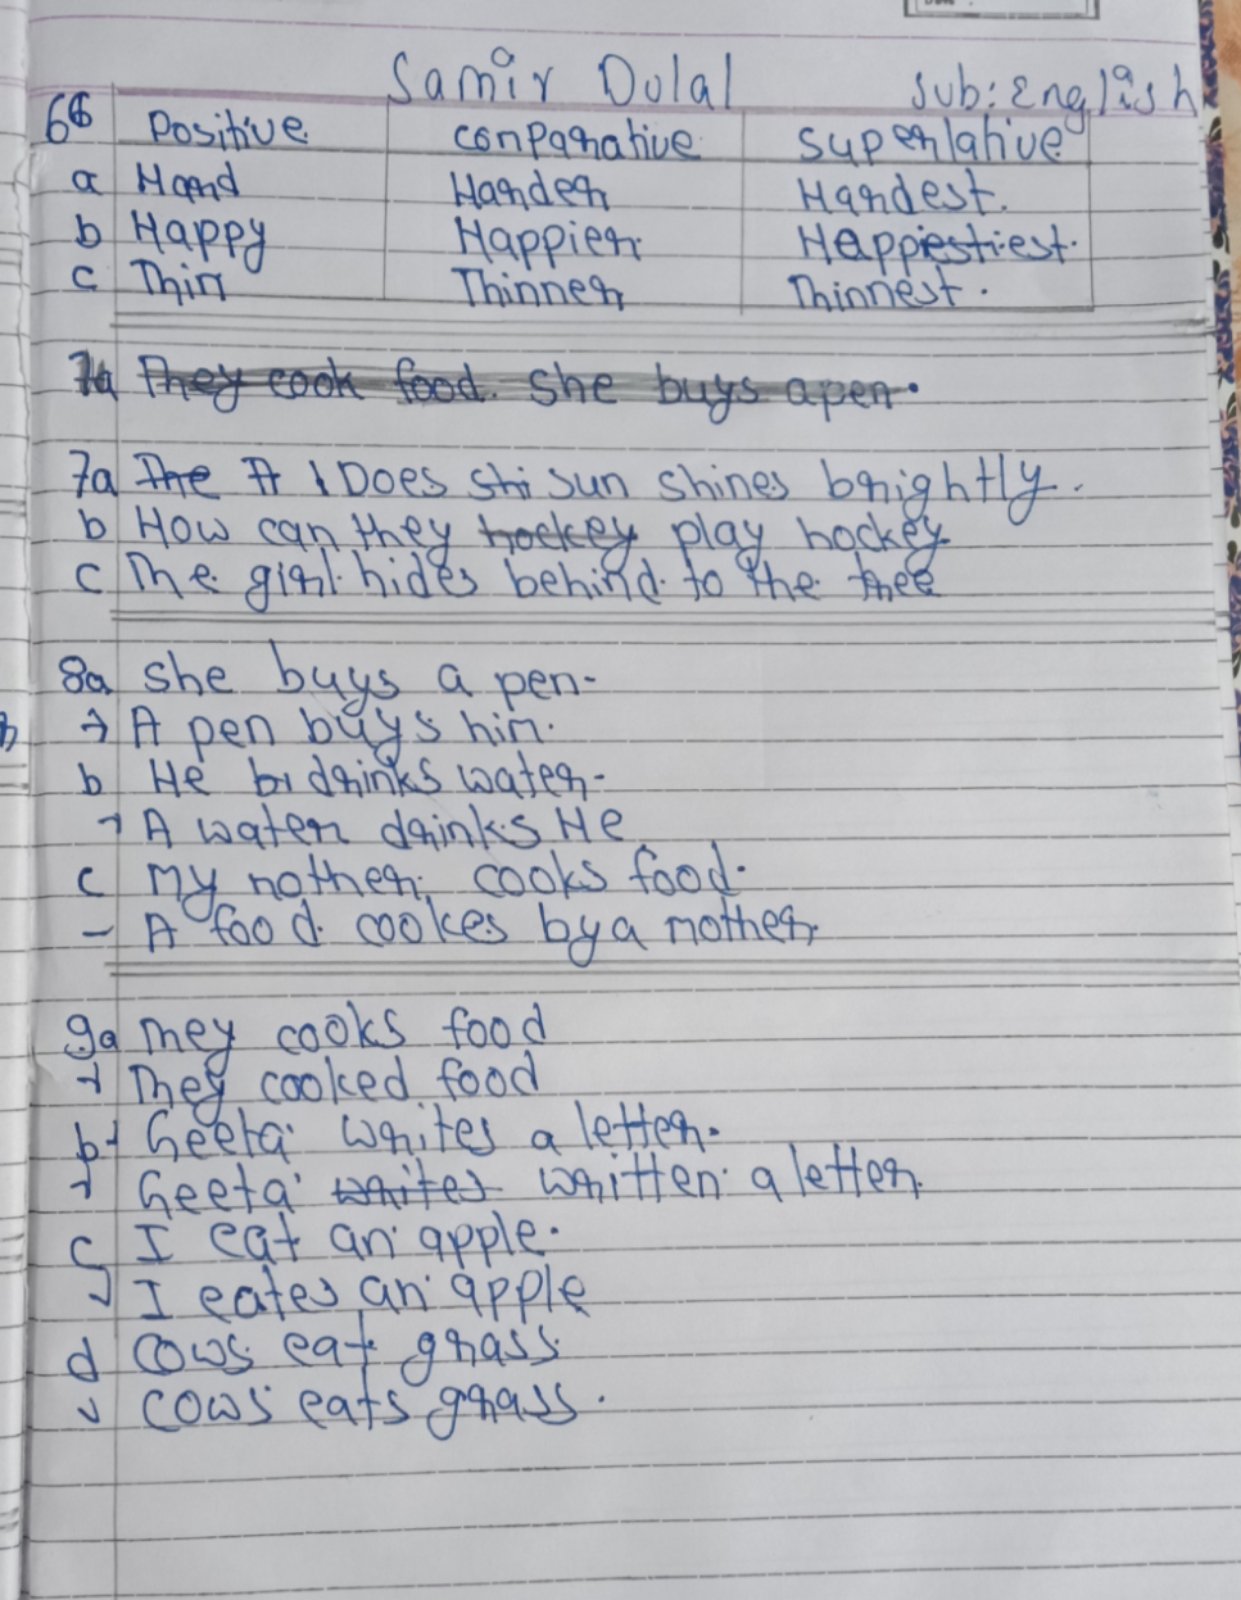 Samir Dulal Sub: English
66 Positive conparative superlative
a Hard Harder Hardest.
b Happy Happier Happiestiest.
c Thin Thinner Thinnest.
7a They cook food. She buys a pen.
7a The It Does shi sun shines brightly.
b How can they hockey play hockey
c The girl hides behind to the tree
8a she buys a pen-
→ A pen buys him.
b He bi drinks water-
→ A water drinks He
c my nother cooks food.
- A food cookes by a mother
9a They cooks food
→ They cooked food
b Geeta writes a letter.
→ Geeta writes written a letter
c I eat an apple.
I eates an apple
d cows eat grass
cows eats grass.